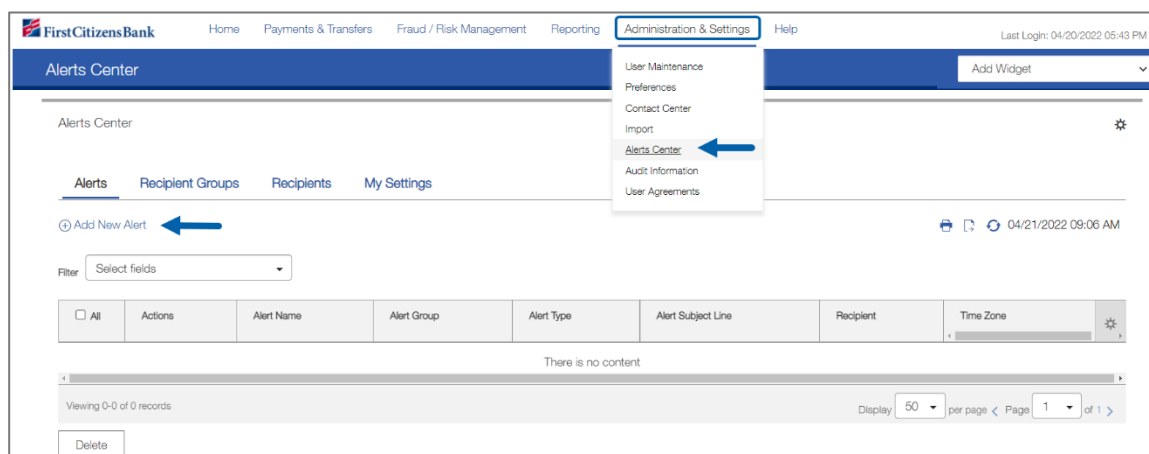 First Citizens Bank Home Payments & Transfers Fraud / Risk Management Reporting Administration & Settings Help Last Login: 04/20/2022 05:43 PM
Alerts Center Add Widget
User Maintenance
Preferences
Contact Center
Import
Alerts Center
Audit Information
User Agreements
Alerts Center
Alerts Recipient Groups Recipients My Settings
Add New Alert 04/21/2022 09:06 AM
Filter Select fields
All Actions Alert Name Alert Group Alert Type Alert Subject Line Recipient Time Zone
There is no content
Viewing 0-0 of 0 records Display 50 per page Page 1 of 1
Delete